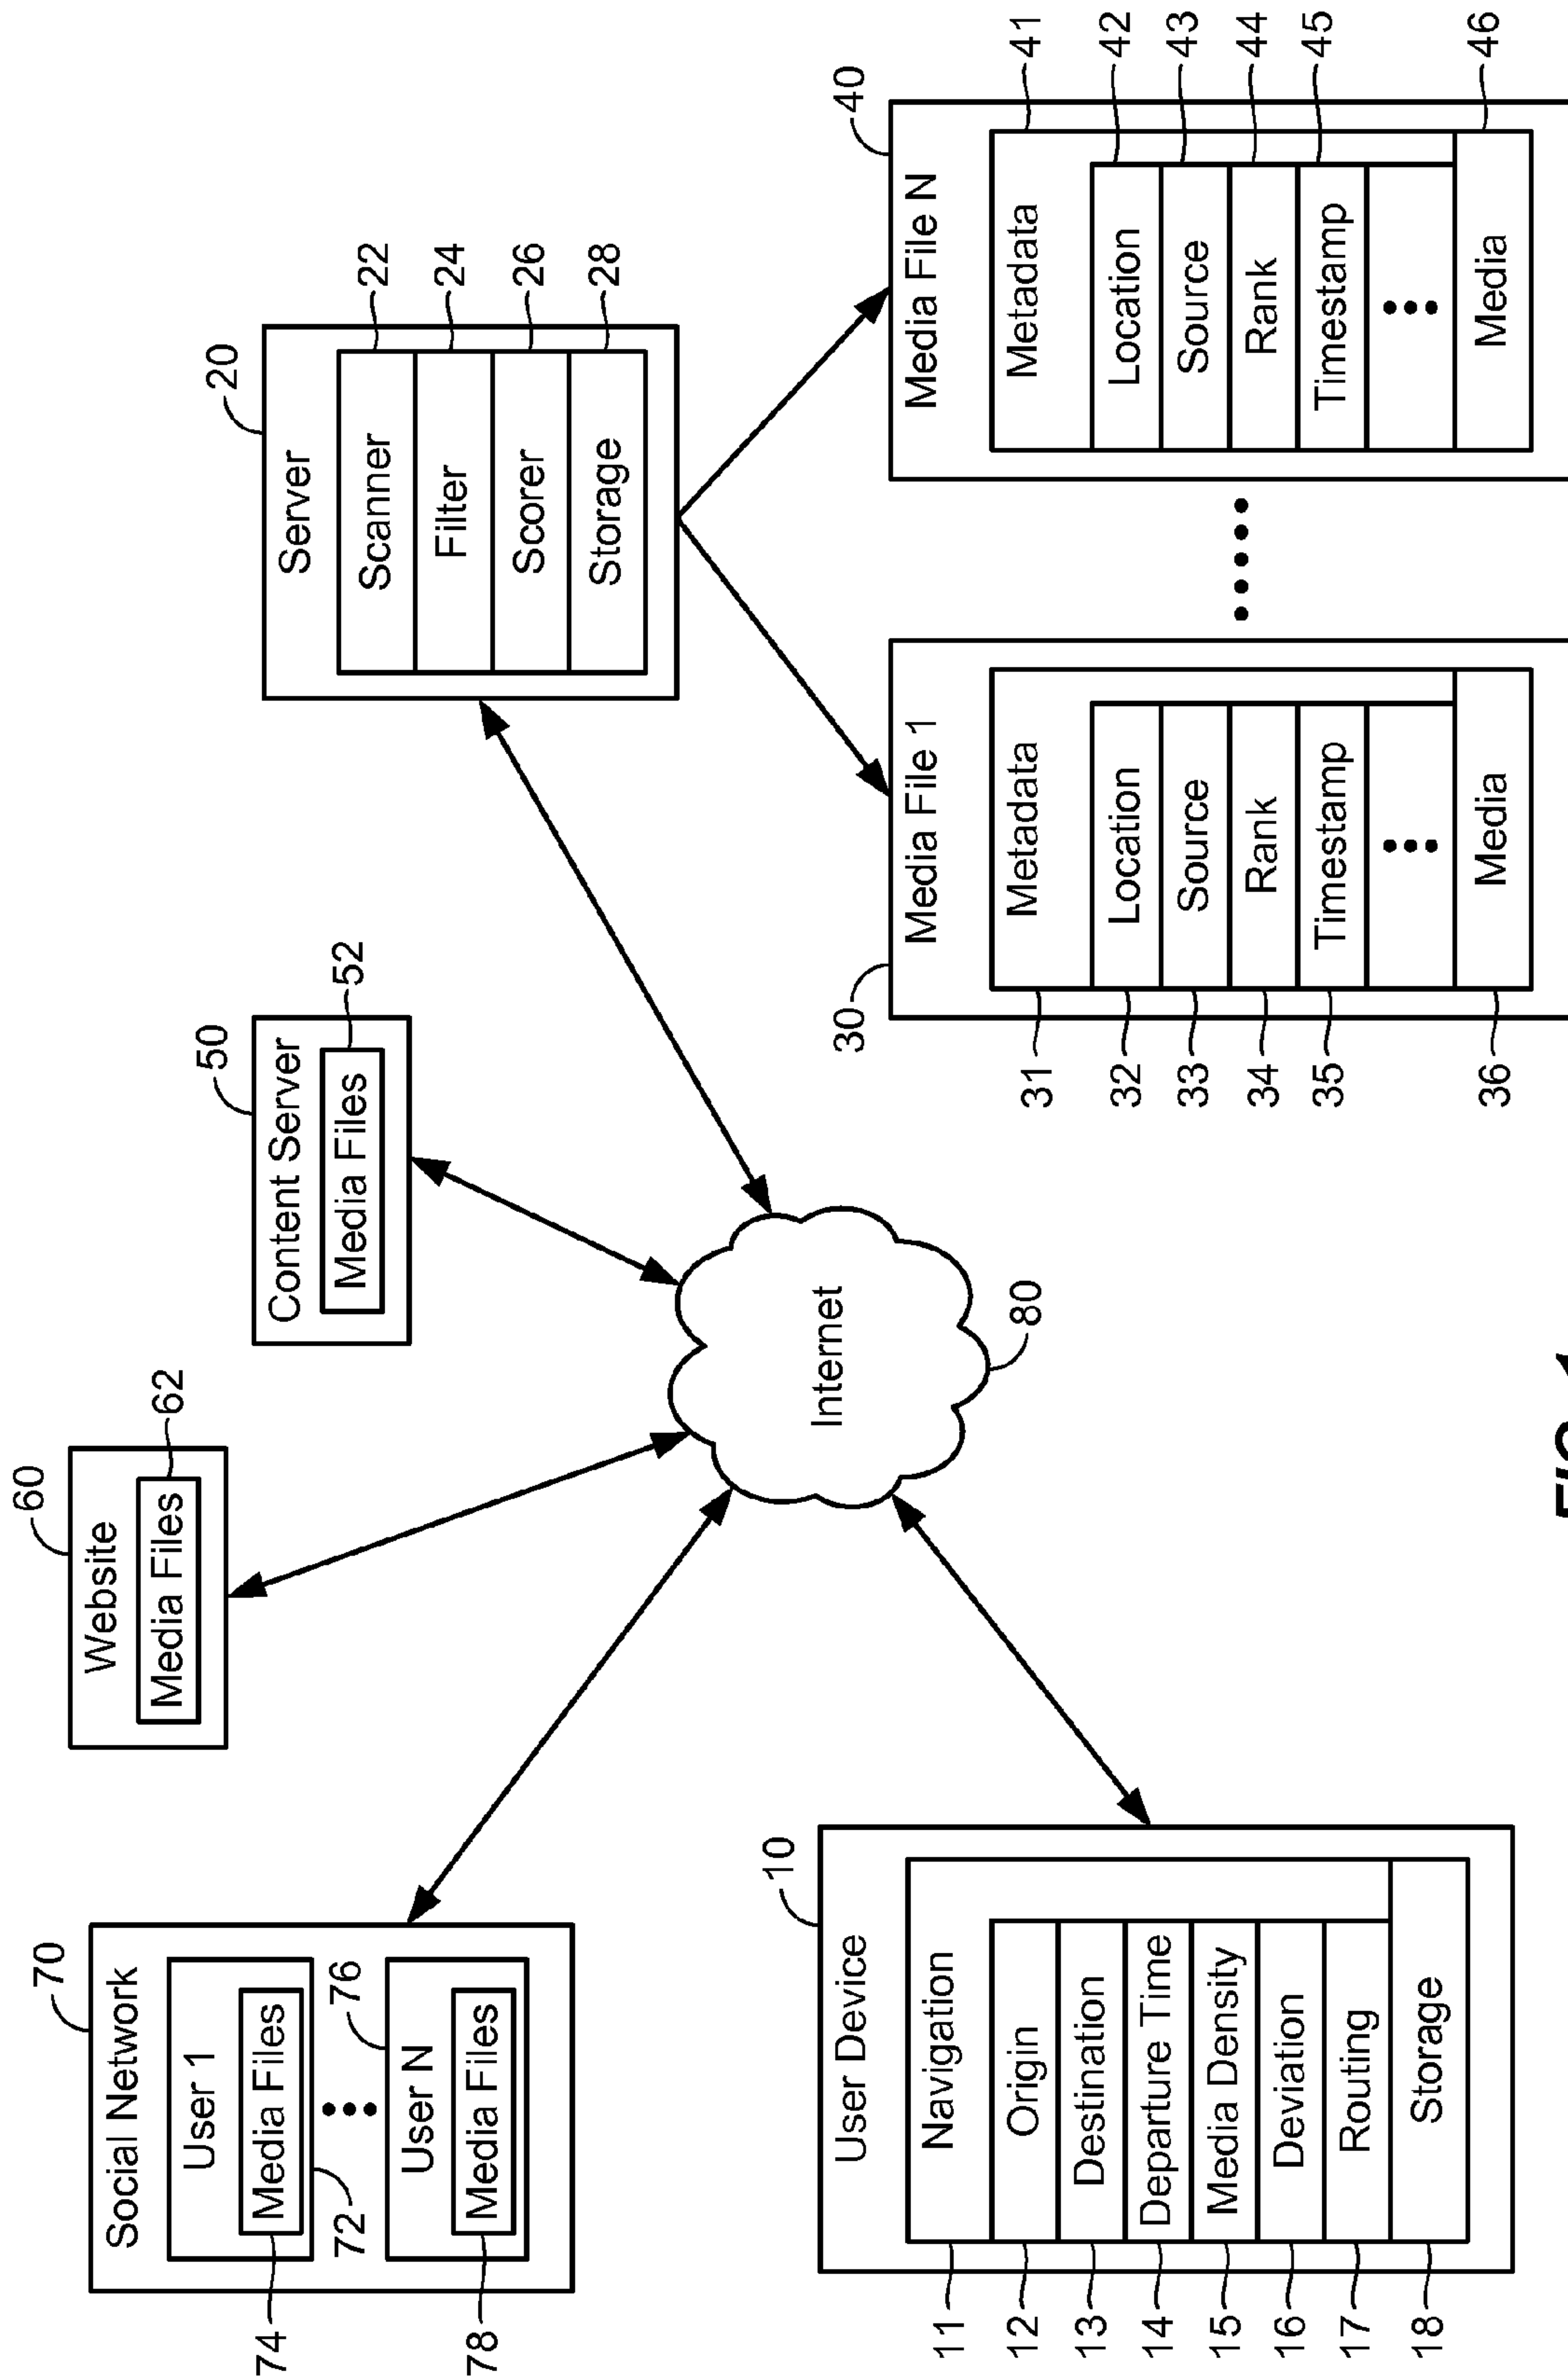 70
Social Network
User 1
Media Files
74
72
76
User N
Media Files
78
60
Website
Media Files
62
50
Content Server
Media Files
52
20
Server
Scanner
22
Filter
24
Scorer
26
Storage
28
Internet
80
10
User Device
11
Navigation
12
Origin
13
Destination
14
Departure Time
15
Media Density
16
Deviation
17
Routing
18
Storage
30
Media File 1
31
Metadata
32
Location
33
Source
34
Rank
35
Timestamp
36
Media
40
Media File N
Metadata
41
Location
42
Source
43
Rank
44
Timestamp
45
Media
46
FIG. 1